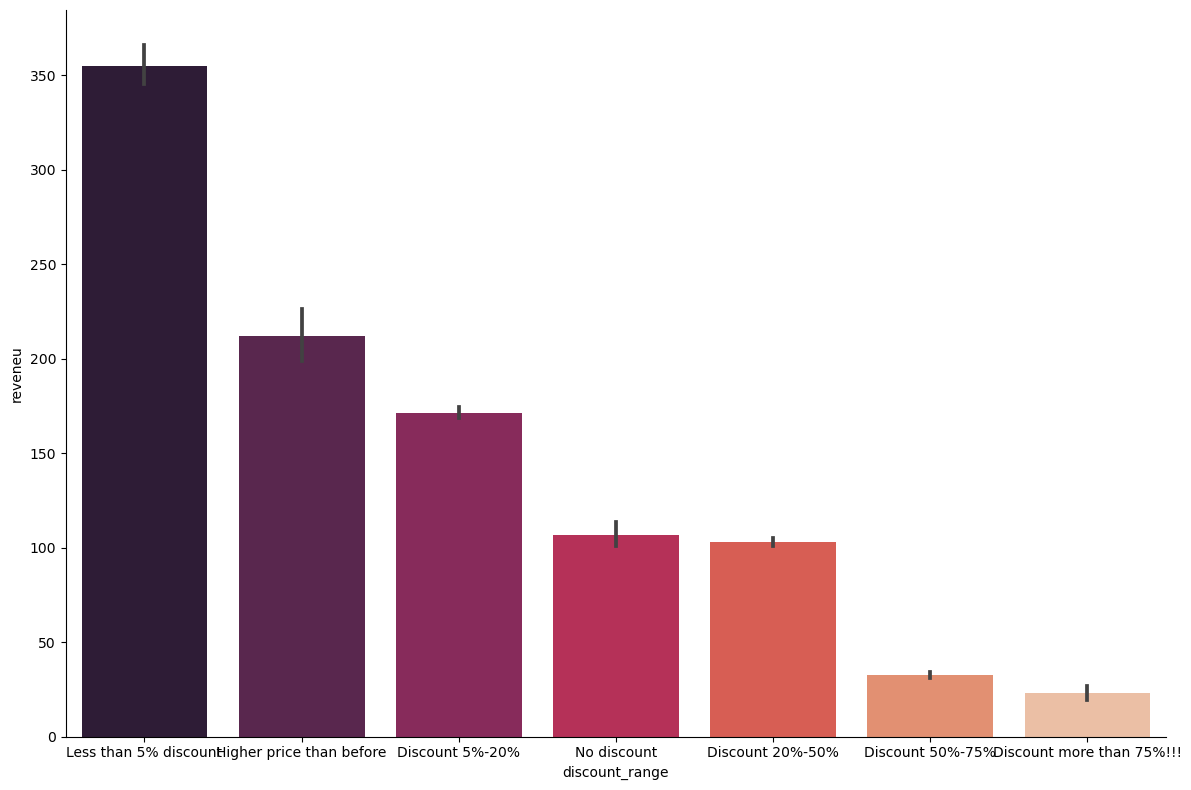 350
300
250
200
150
100
50
0
reveneu
Less than 5% discount
Higher price than before
Discount 5%-20%
No discount
Discount 20%-50%
Discount 50%-75%
Discount more than 75%!!!
discount_range